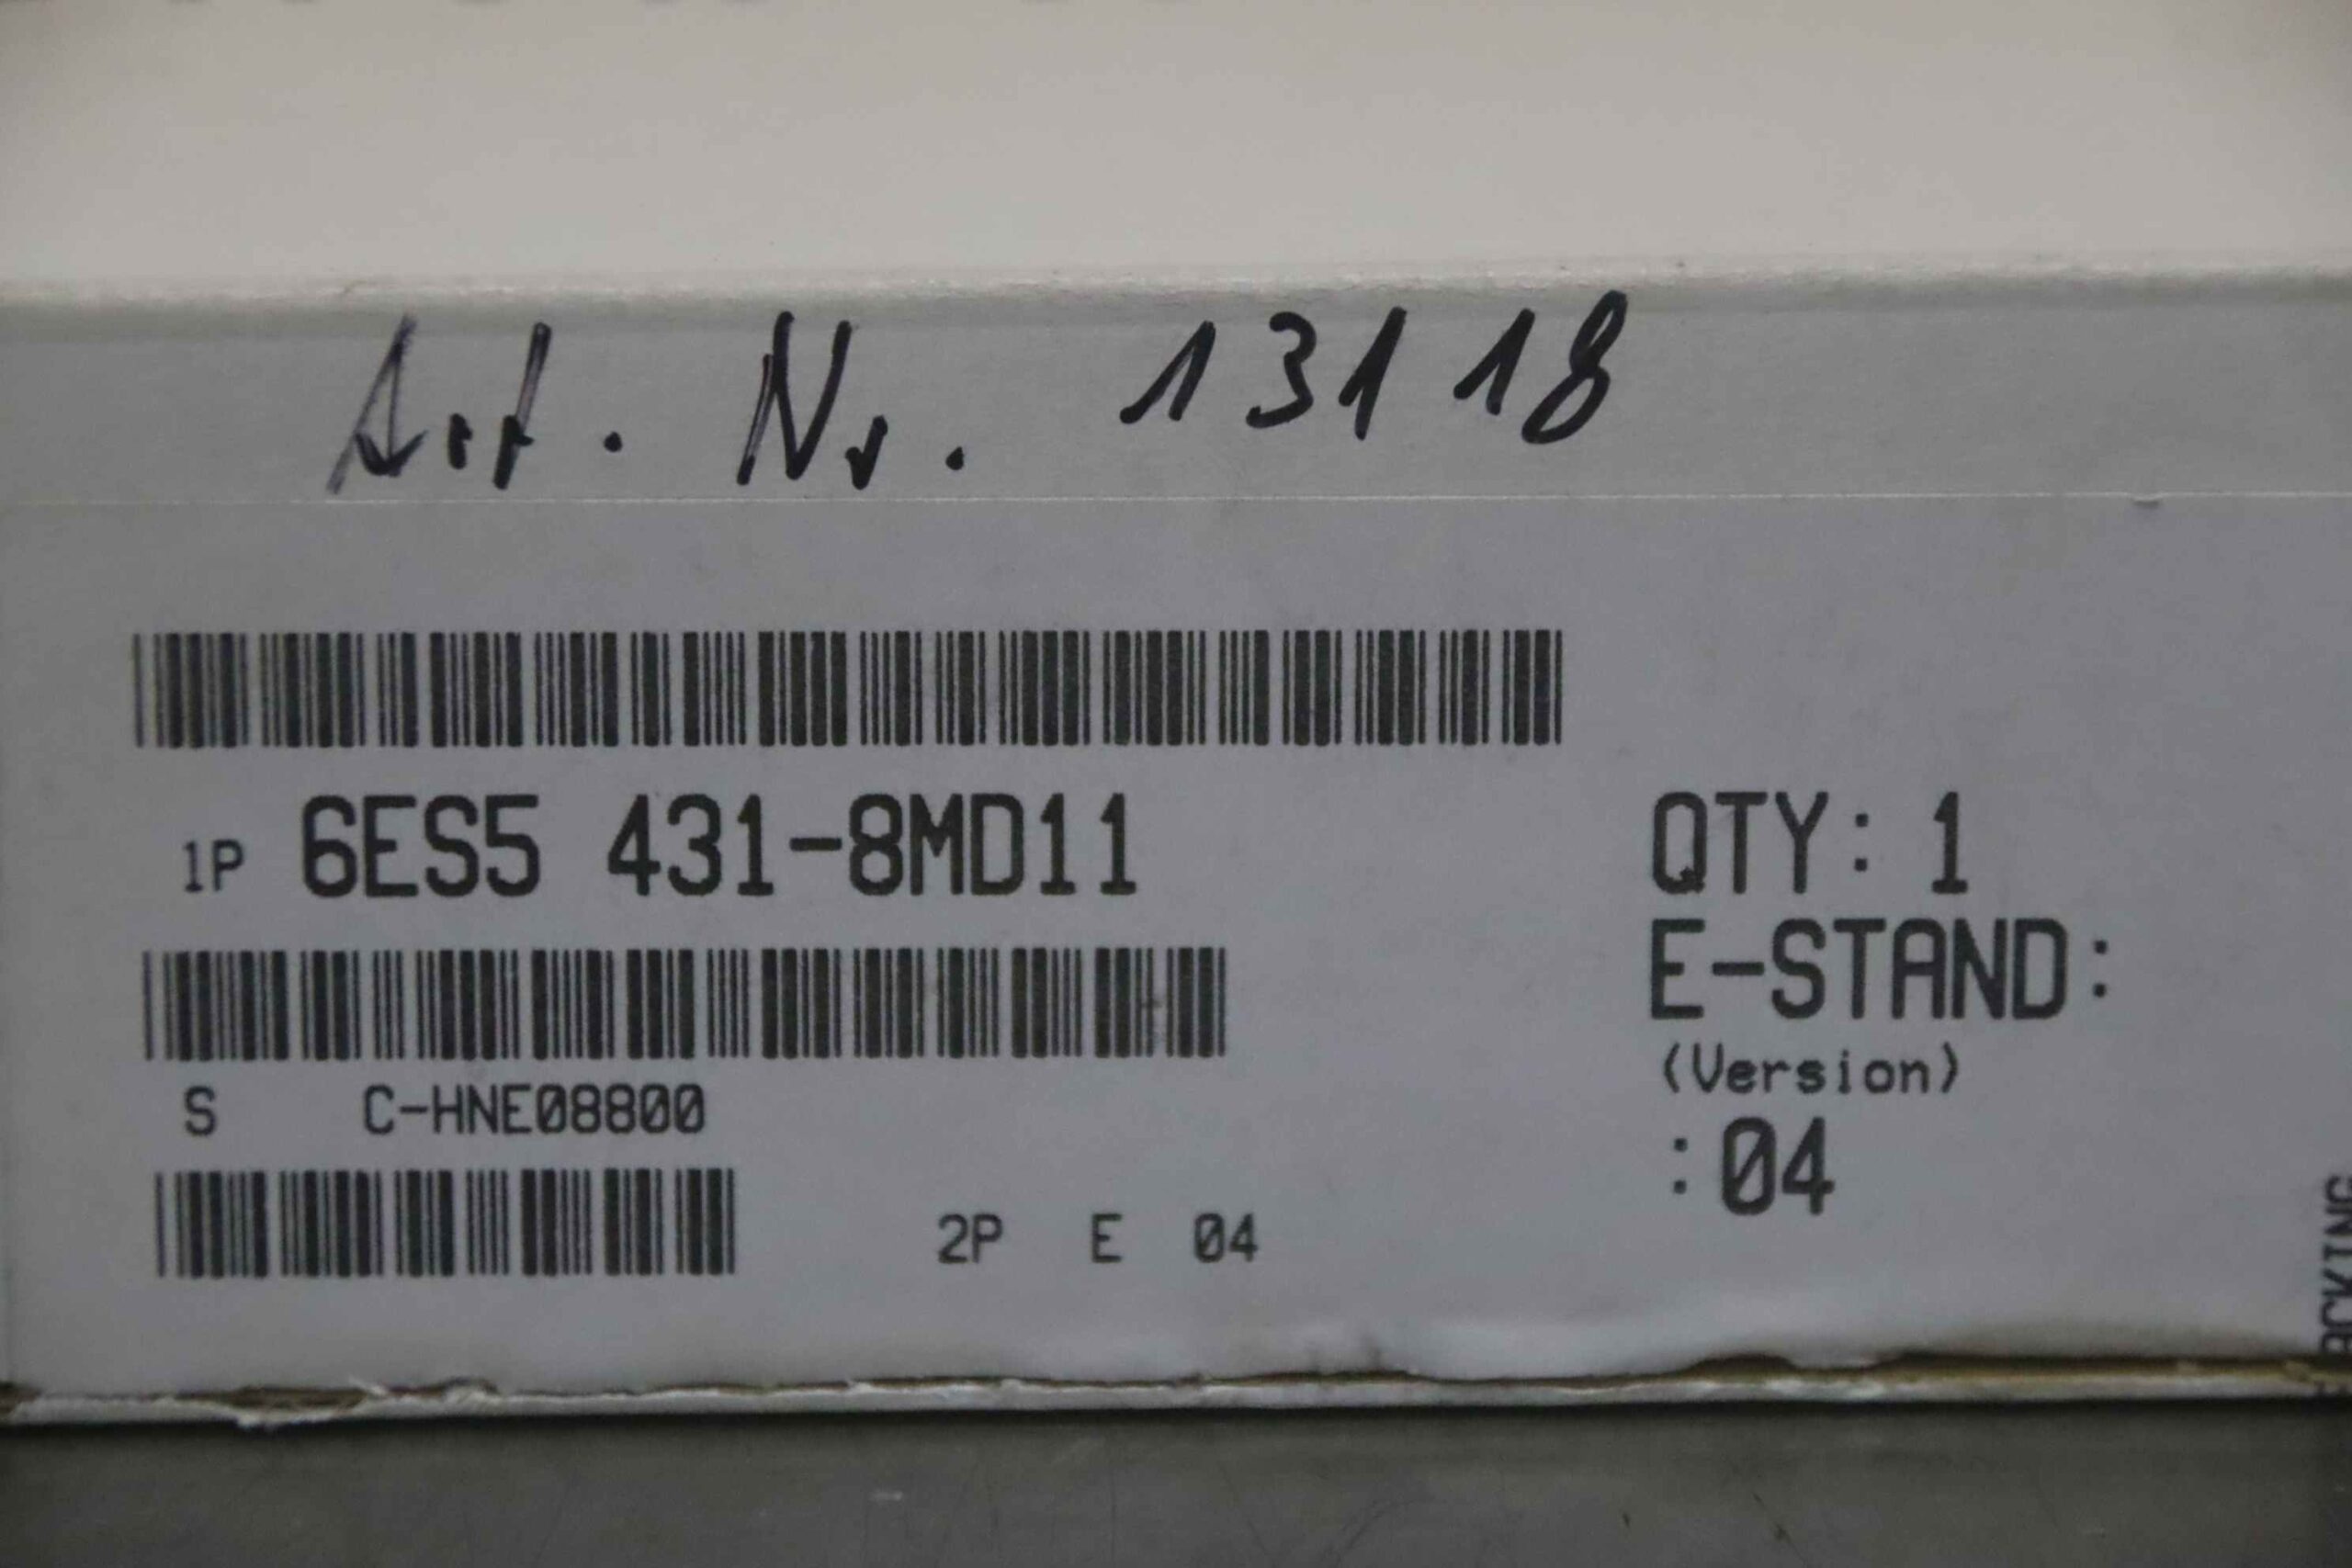 Art. Nr. 13118
1P 6ES5 431-8MD11
QTY: 1
E-STAND:
(Version)
:04
S C-HNE08800
2P E 04